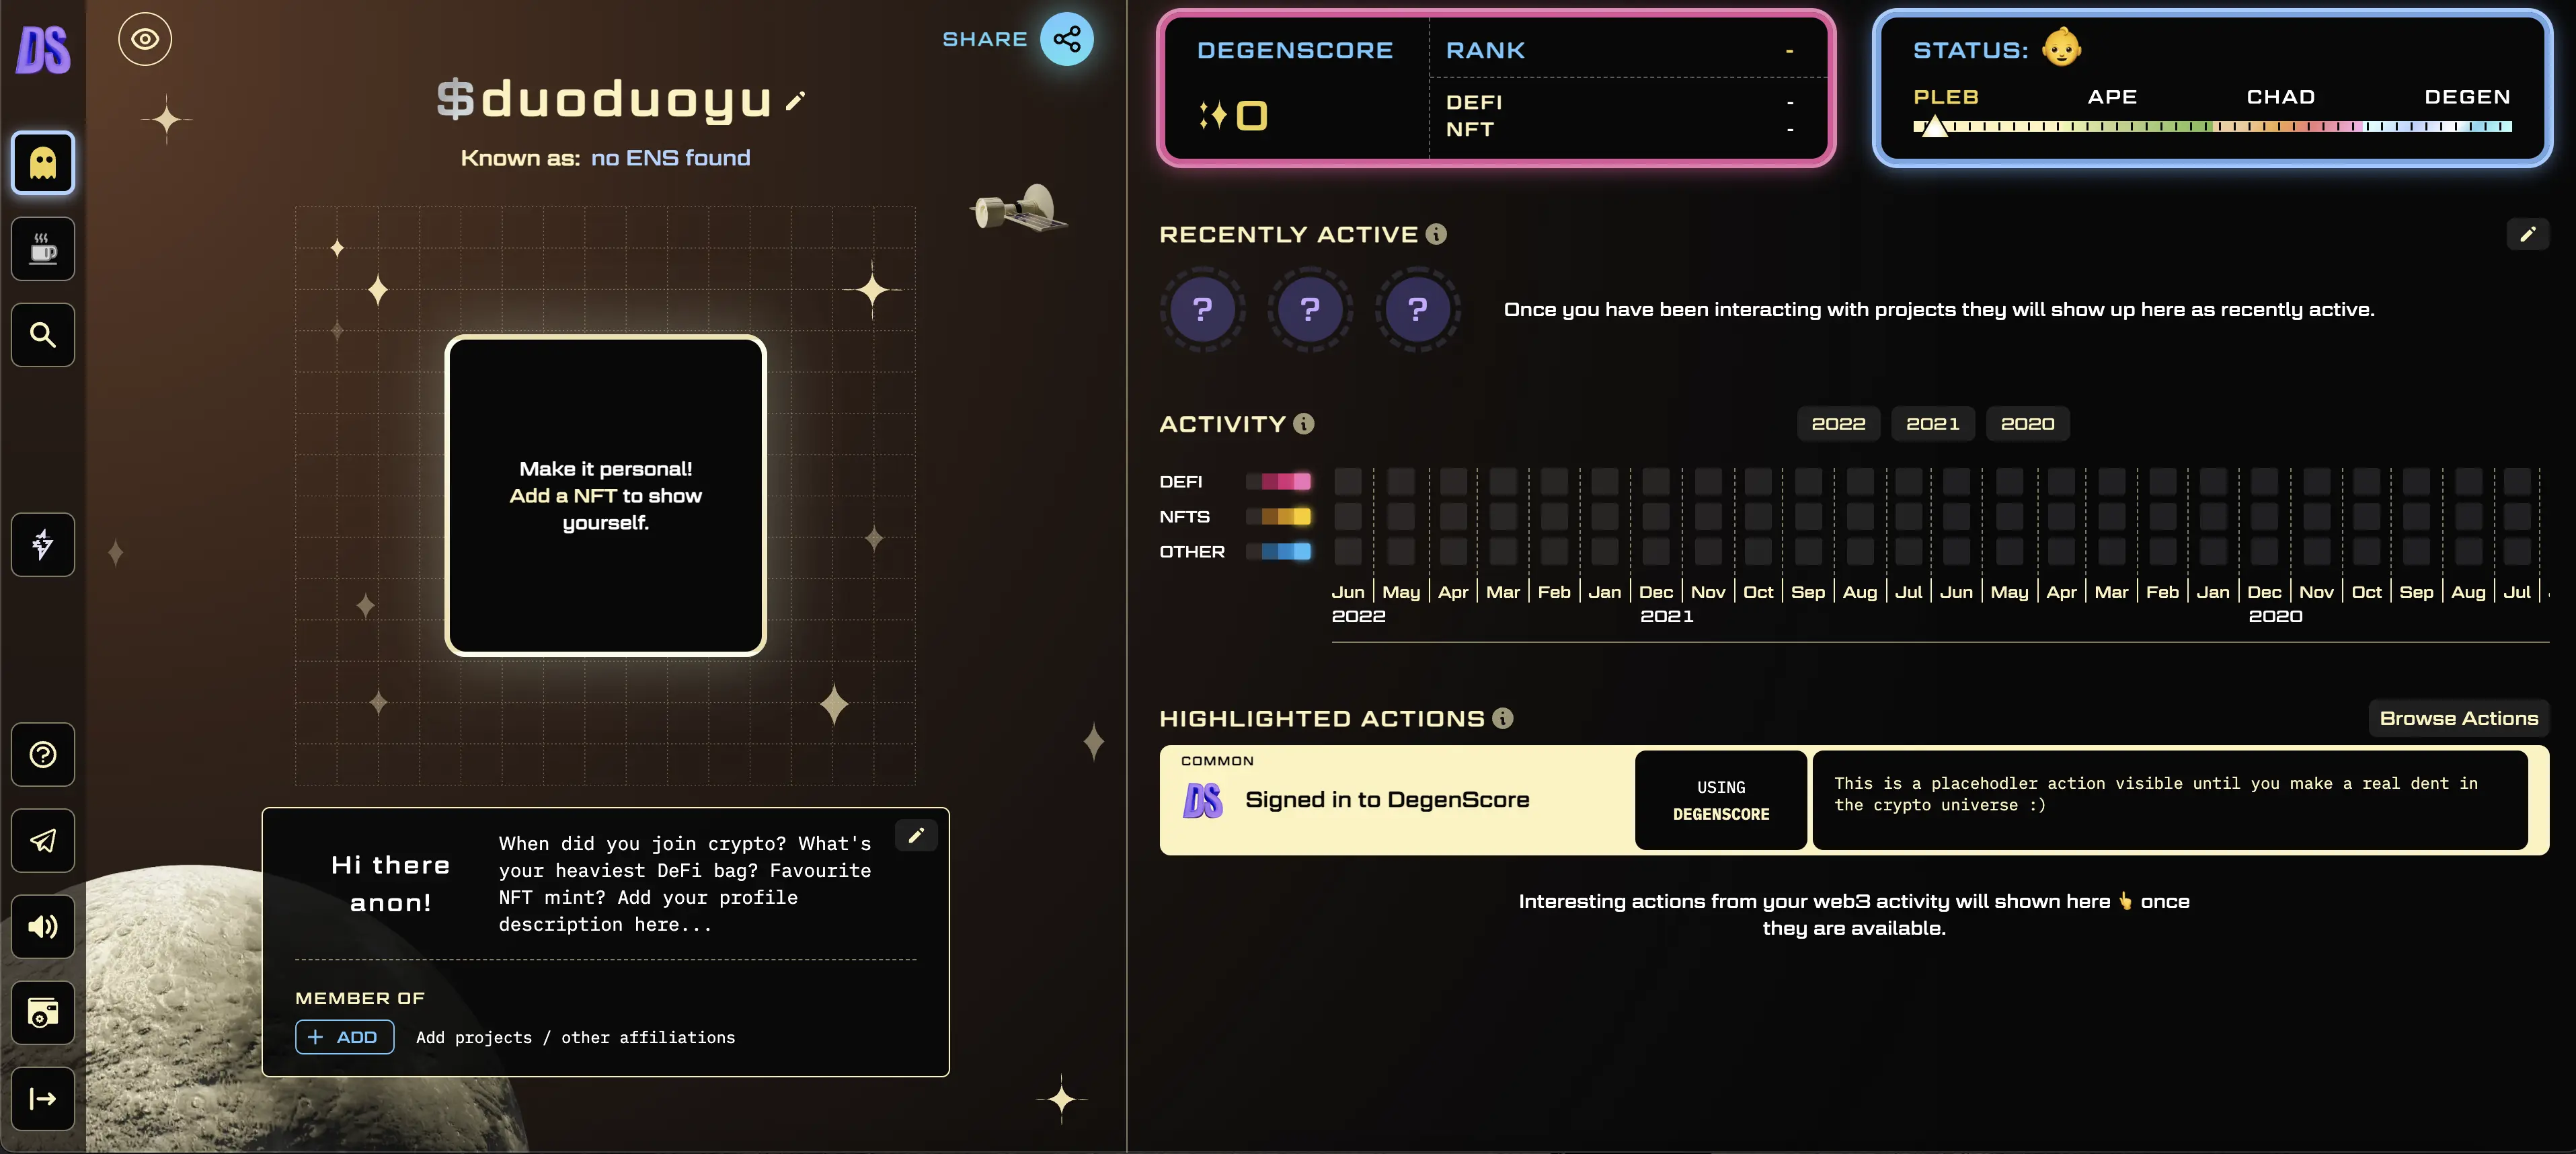 DS
SHARE
$duoduoyu
Known as: no ENS found
Make it personal!
Add a NFT to show
yourself.
Hi there
anon!
When did you join crypto? What's
your heaviest DeFi bag? Favourite
NFT mint? Add your profile
description here...
MEMBER OF
+ ADD
Add projects / other affiliations
DEGENSCORE
0
RANK -
DEFI -
NFT -
STATUS:
PLEB APE CHAD DEGEN
RECENTLY ACTIVE
? ? ?
Once you have been interacting with projects they will show up here as recently active.
ACTIVITY
2022 2021 2020
DEFI
NFTS
OTHER
Jun May Apr Mar Feb Jan Dec Nov Oct Sep Aug Jul Jun May Apr Mar Feb Jan Dec Nov Oct Sep Aug Jul
2022 2021 2020
HIGHLIGHTED ACTIONS
Browse Actions
COMMON
DS Signed in to DegenScore
USING
DEGENSCORE
This is a placehodler action visible until you make a real dent in
the crypto universe :)
Interesting actions from your web3 activity will shown here 👆 once
they are available.